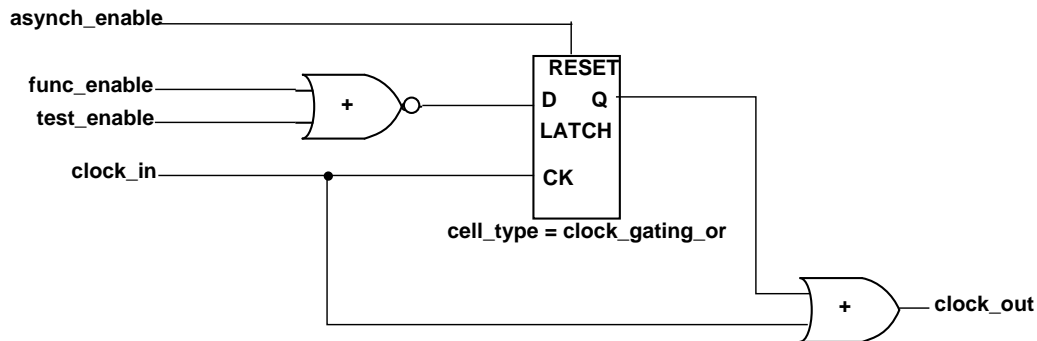 asynch_enable
RESET
func_enable
+
D Q
test_enable
LATCH
clock_in
CK
cell_type = clock_gating_or
+
clock_out